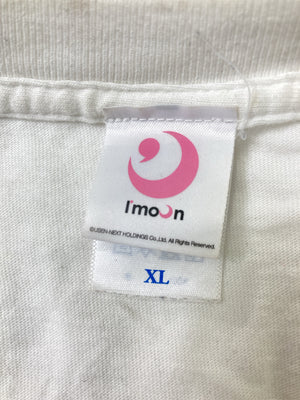 I'moon
©USEN-NEXT HOLDINGS Co.,Ltd. All Rights Reserved.
XL